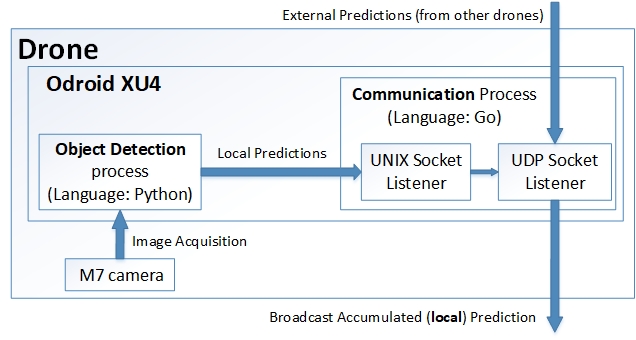 External Predictions (from other drones)
Drone
Odroid XU4
Communication Process
(Language: Go)
Object Detection
process
(Language: Python)
Local Predictions
UNIX Socket
Listener
UDP Socket
Listener
Image Acquisition
M7 camera
Broadcast Accumulated (local) Prediction